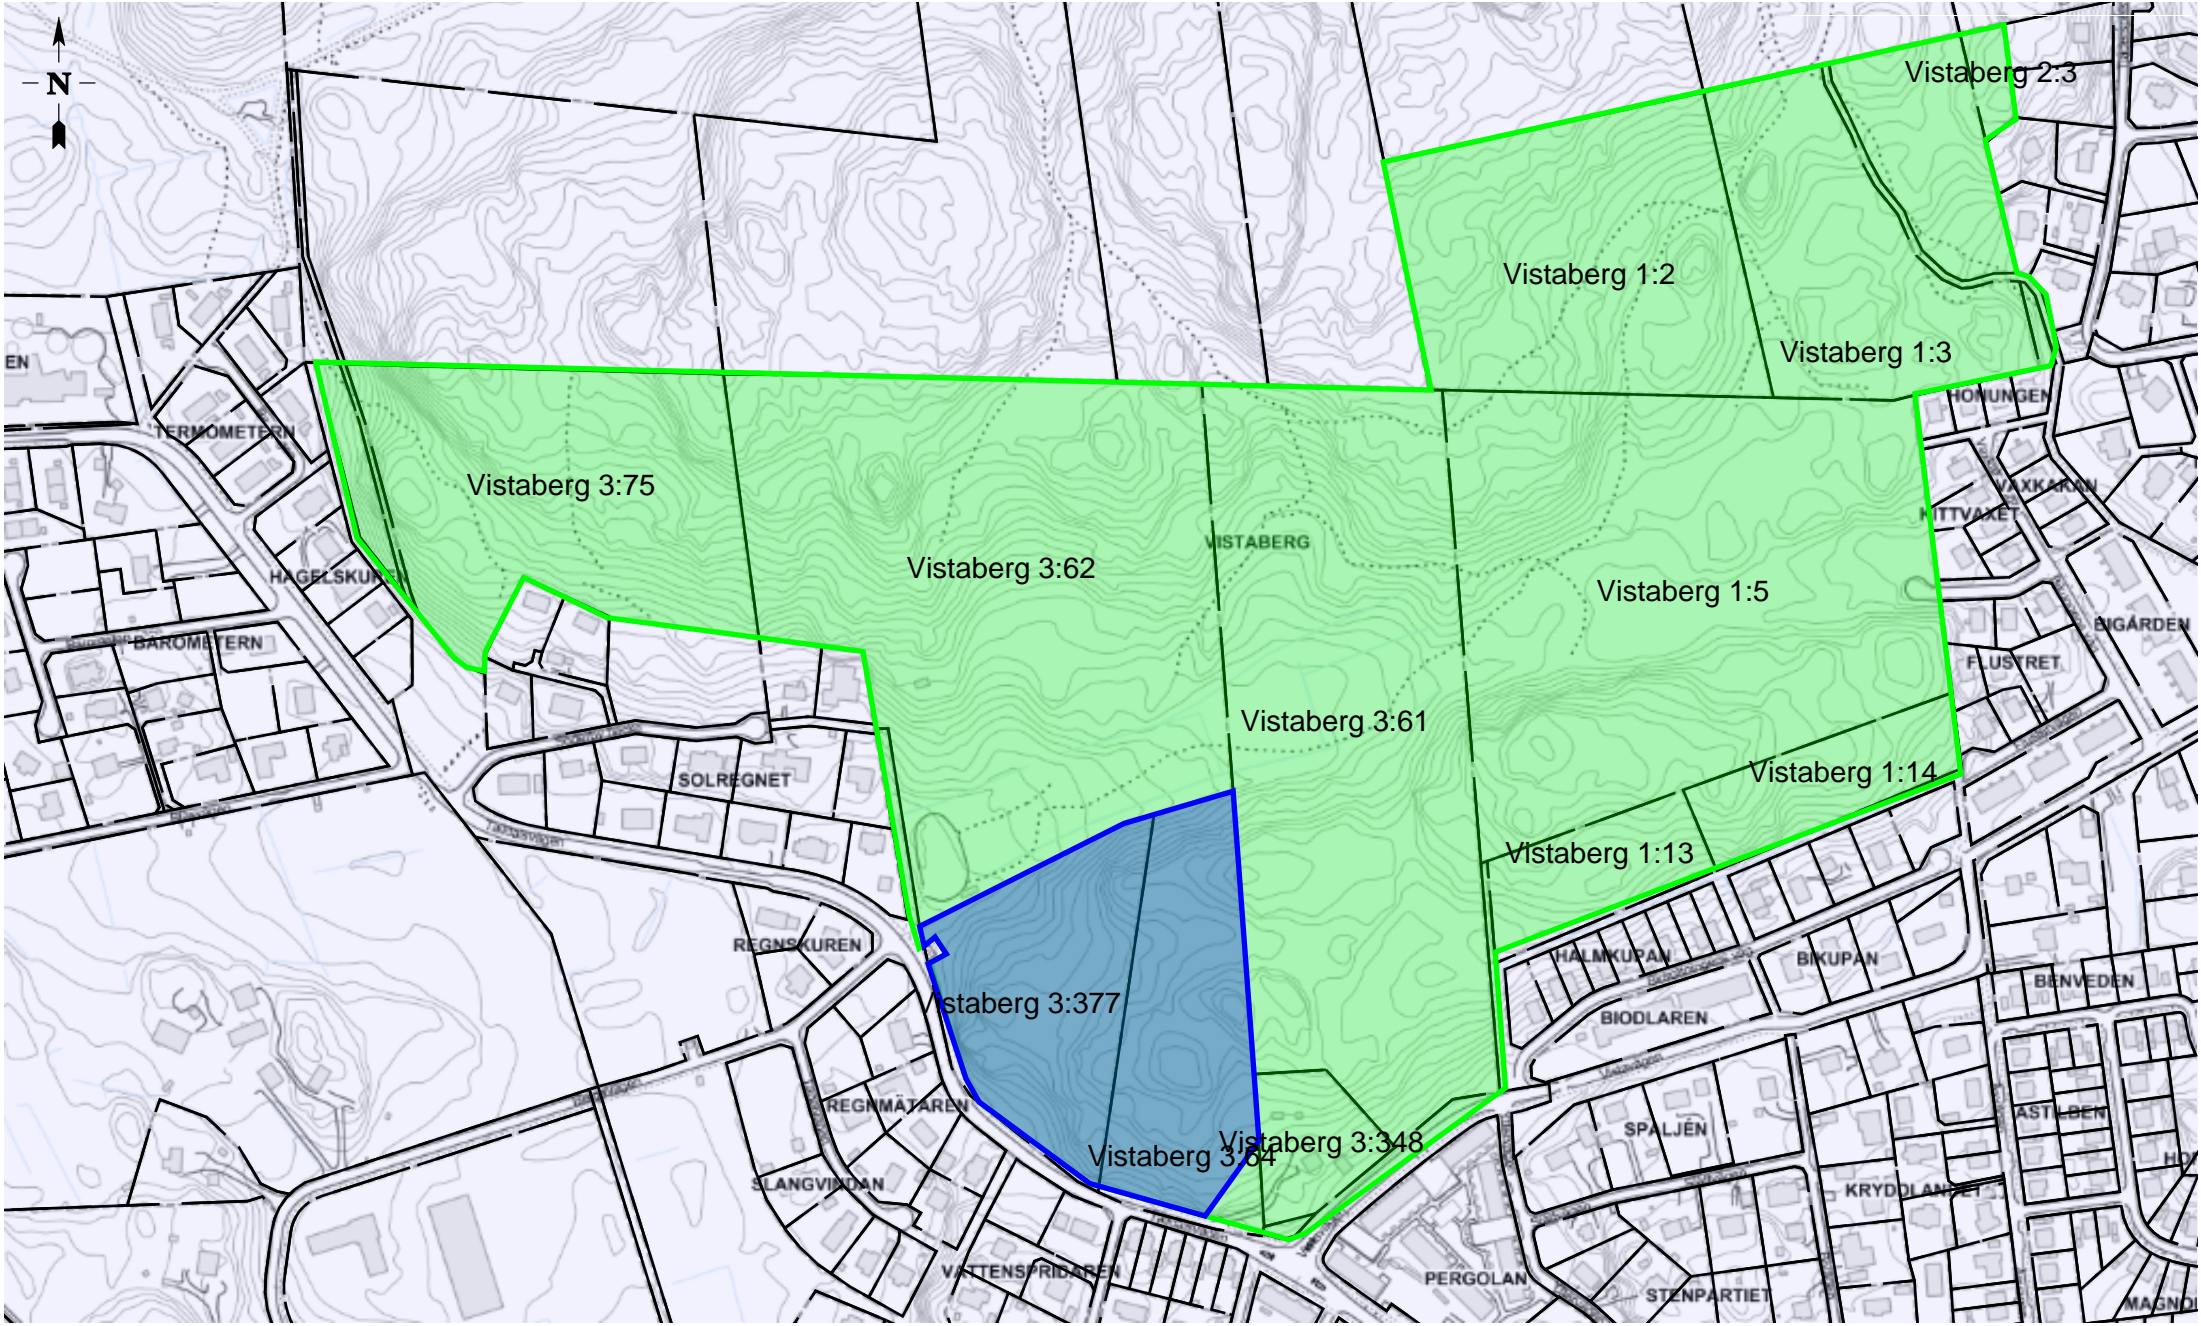 N
Vistaberg 2:3
Vistaberg 1:2
Vistaberg 1:3
EN
HONUNGEN
TERMOMETERN
Vistaberg 3:75
VAXKAKAN
KITTVAXET
VISTABERG
Vistaberg 3:62
HAGELSKUREN
Vistaberg 1:5
BIGÅRDEN
BAROMETERN
FLUSTRET
Vistaberg 3:61
Vistaberg 1:14
SOLREGNET
Vistaberg 1:13
REGNSKUREN
HALMKUPAN
BIKUPAN
BENVEDEN
Vistaberg 3:377
BIODLAREN
REGNMÄTAREN
ASTILBEN
SPALJÉN
Vistaberg 3:348
Vistaberg 3:64
SLANGVINDAN
KRYDDLANDET
VATTENSPRIDAREN
PERGOLAN
STENPARTIET
MAGNOL